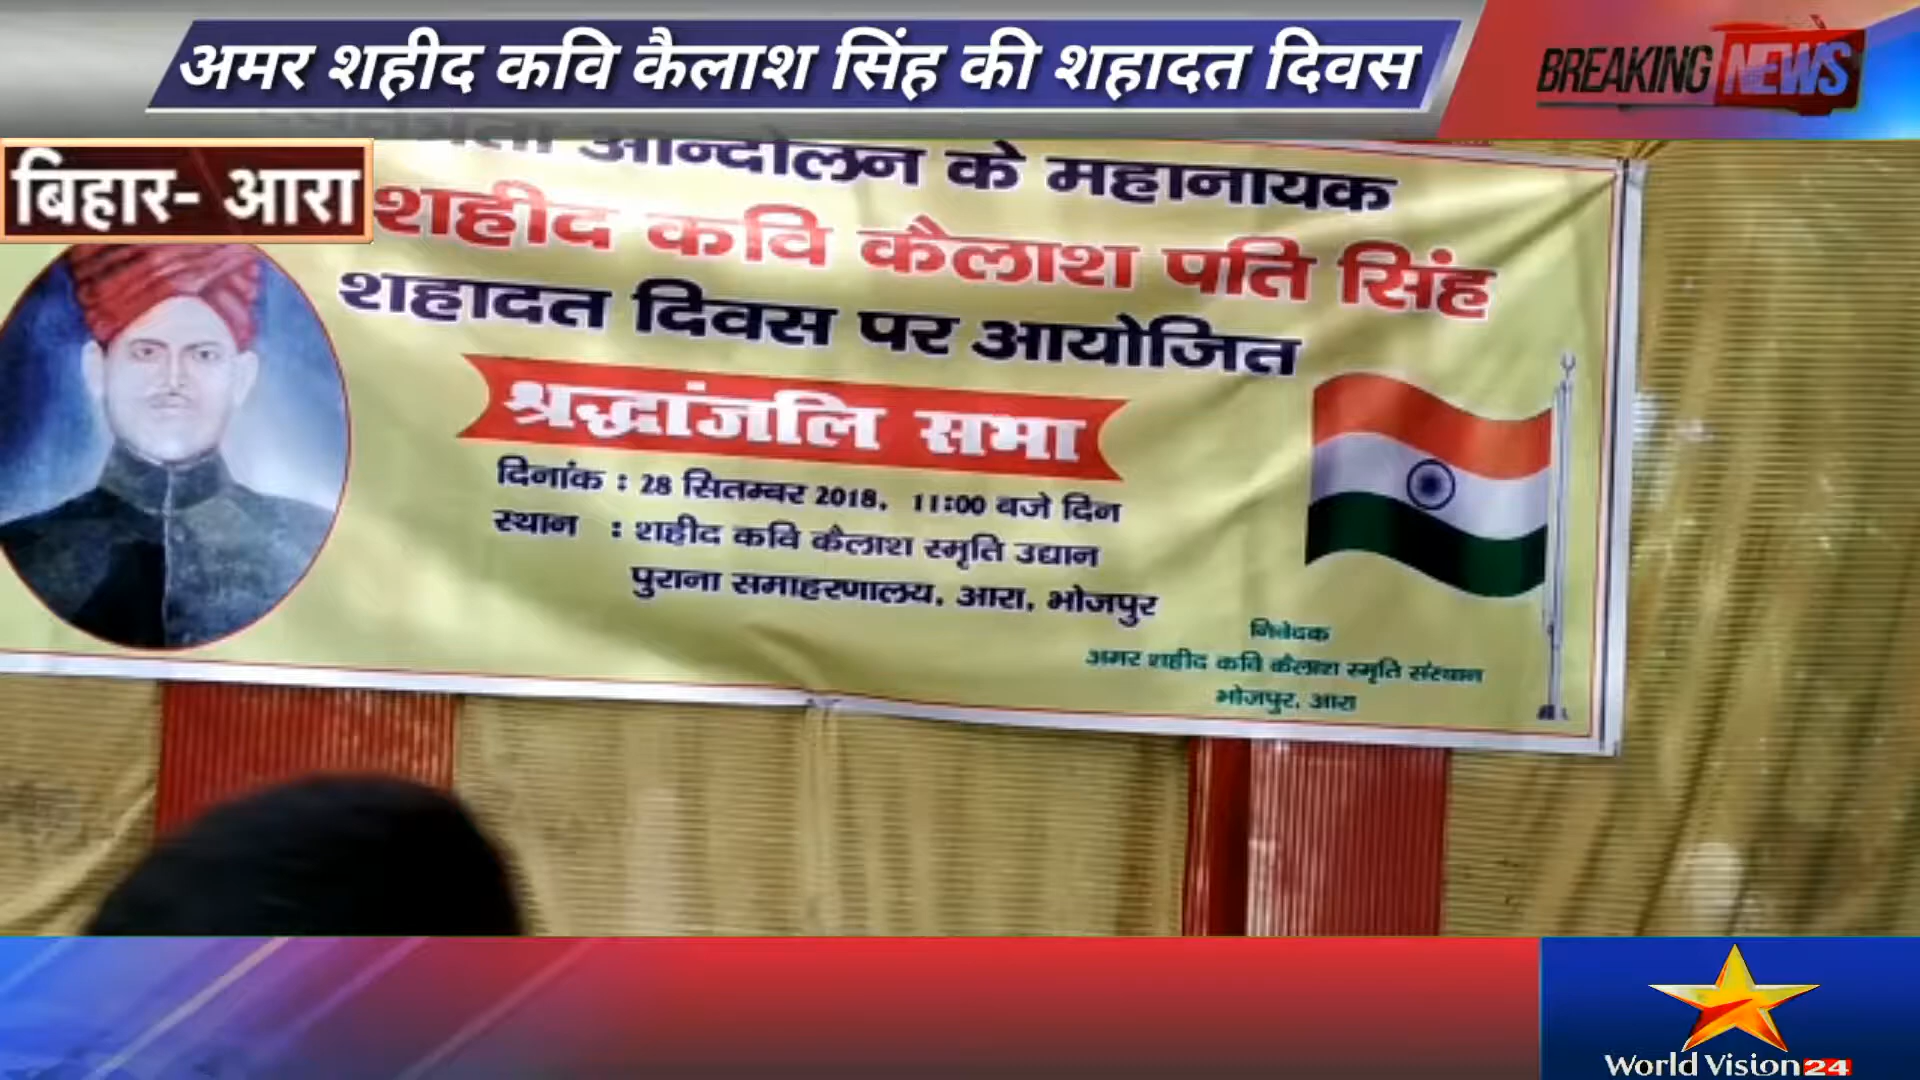 अमर शहीद कवि कैलाश सिंह की शहादत दिवस
BREAKING NEWS
बिहार- आरा
आन्दोलन के महानायक
शहीद कवि कैलाश पति सिंह
शहादत दिवस पर आयोजित
श्रद्धांजलि सभा
दिनांक : 28 सितम्बर 2018, 11:00 बजे दिन
स्थान : शहीद कवि कैलाश स्मृति उद्यान
पुराना समाहरणालय, आरा, भोजपुर
निवेदक
अमर शहीद कवि कैलाश स्मृति संस्थान
भोजपुर, आरा
World Vision 24